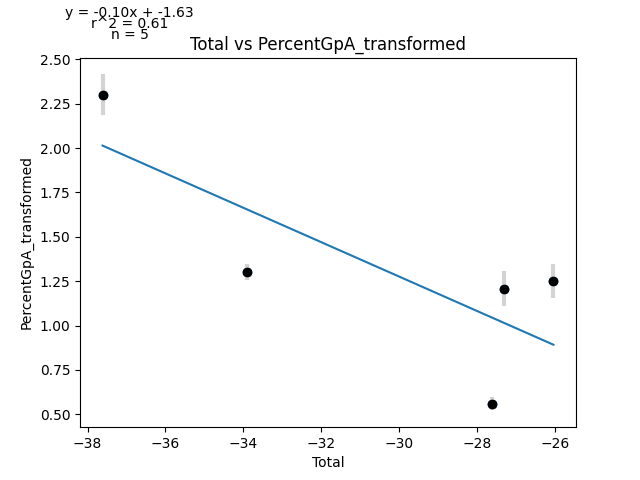 y = -0.10x + -1.63
r^2 = 0.61
n = 5
Total vs PercentGpA_transformed
2.50
2.25
2.00
1.75
1.50
1.25
1.00
0.75
0.50
PercentGpA_transformed
−38
−36
−34
−32
−30
−28
−26
Total